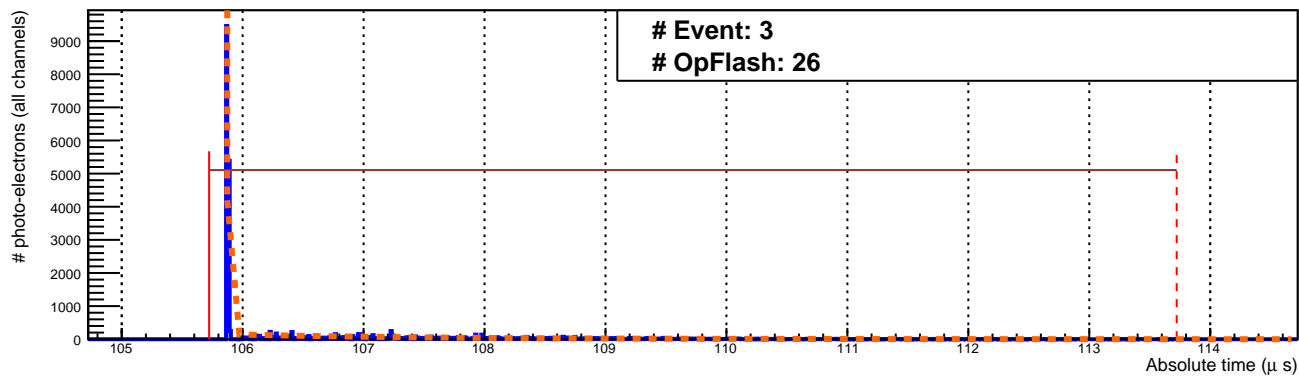 # Event: 3
# OpFlash: 26
# photo-electrons (all channels)
9000
8000
7000
6000
5000
4000
3000
2000
1000
0
105 106 107 108 109 110 111 112 113 114
Absolute time (μ s)